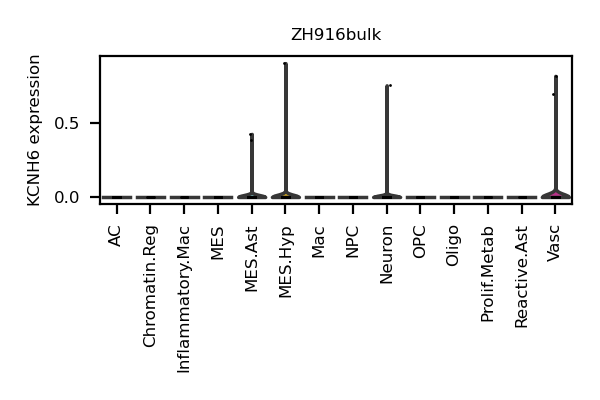 ZH916bulk
KCNH6 expression
0.5
0.0
AC
Chromatin.Reg
Inflammatory.Mac
MES
MES.Ast
MES.Hyp
Mac
NPC
Neuron
OPC
Oligo
Prolif.Metab
Reactive.Ast
Vasc